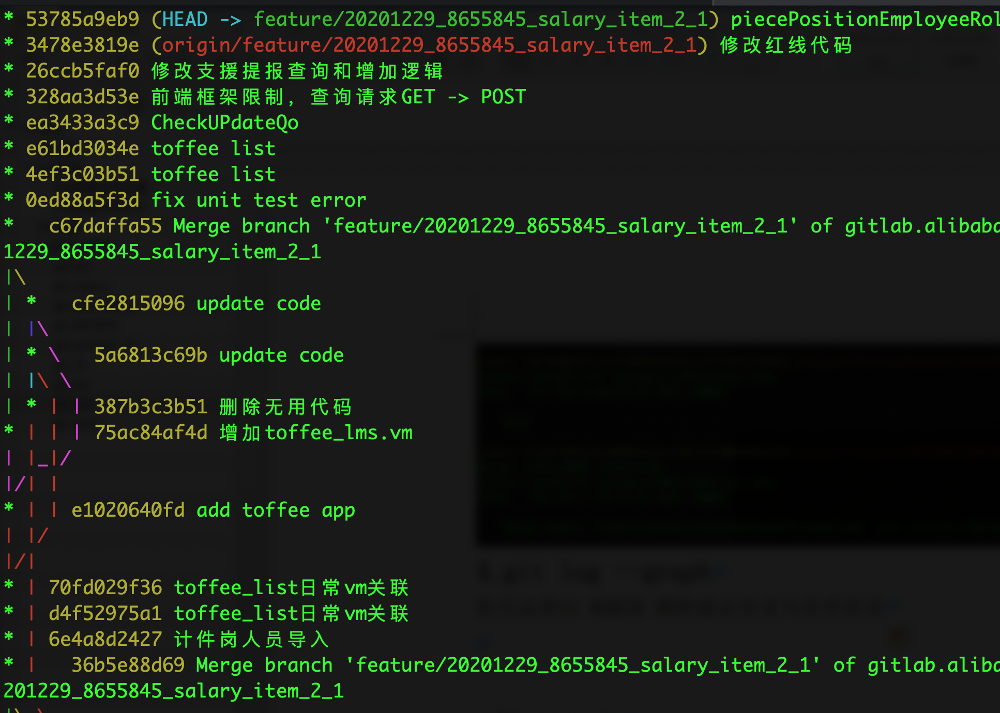 * 53785a9eb9 (HEAD -> feature/20201229_8655845_salary_item_2_1) piecePositionEmployeeRol
* 3478e3819e (origin/feature/20201229_8655845_salary_item_2_1) 修改红线代码
* 26ccb5faf0 修改支援提报查询和增加逻辑
* 328aa3d53e 前端框架限制，查询请求GET -> POST
* ea3433a3c9 CheckUPdateQo
* e61bd3034e toffee list
* 4ef3c03b51 toffee list
* 0ed88a5f3d fix unit test error
*   c67daffa55 Merge branch 'feature/20201229_8655845_salary_item_2_1' of gitlab.alibaba
1229_8655845_salary_item_2_1
|\
| *   cfe2815096 update code
| |\
| * \   5a6813c69b update code
| |\ \
| * | | 387b3c3b51 删除无用代码
* | | | 75ac84af4d 增加toffee_lms.vm
| |_|/
|/| |
* | | e1020640fd add toffee app
| |/
|/|
* | 70fd029f36 toffee_list日常vm关联
* | d4f52975a1 toffee_list日常vm关联
* | 6e4a8d2427 计件岗人员导入
* |   36b5e88d69 Merge branch 'feature/20201229_8655845_salary_item_2_1' of gitlab.aliba
201229_8655845_salary_item_2_1